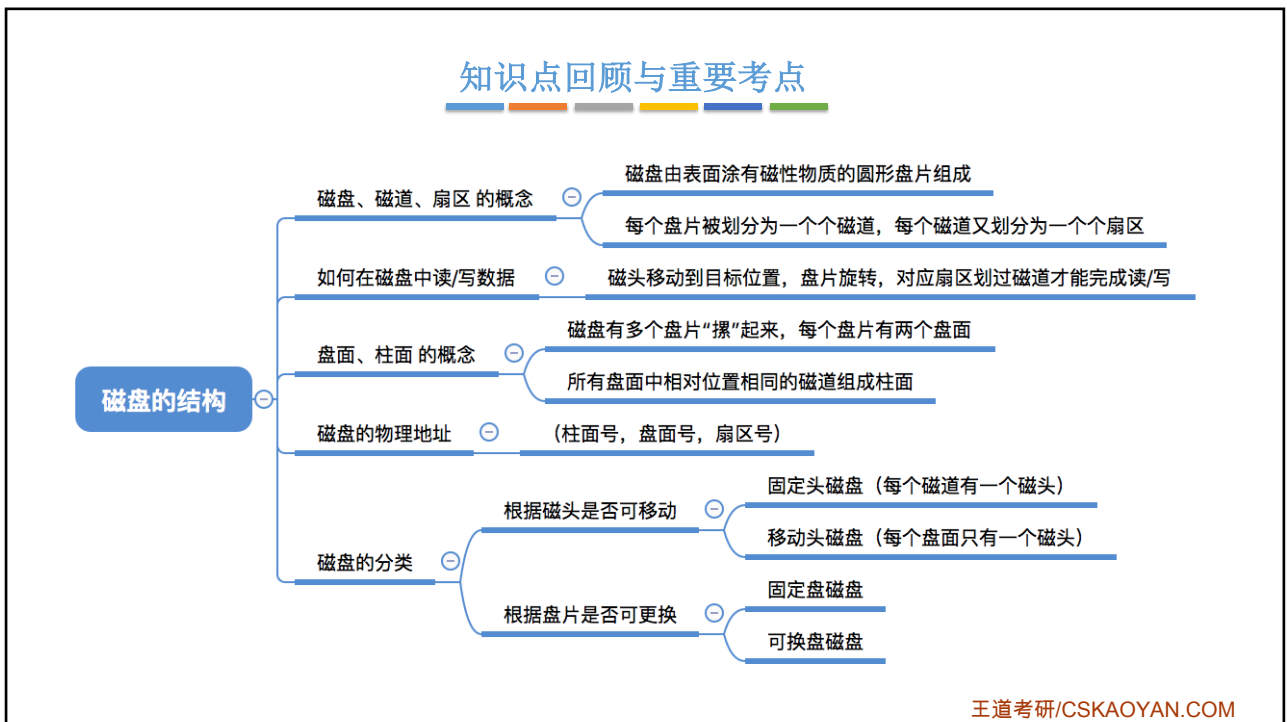 知识点回顾与重要考点
磁盘的结构
磁盘、磁道、扇区 的概念
磁盘由表面涂有磁性物质的圆形盘片组成
每个盘片被划分为一个个磁道，每个磁道又划分为一个个扇区
如何在磁盘中读/写数据
磁头移动到目标位置，盘片旋转，对应扇区划过磁道才能完成读/写
盘面、柱面 的概念
磁盘有多个盘片“摞”起来，每个盘片有两个盘面
所有盘面中相对位置相同的磁道组成柱面
磁盘的物理地址
（柱面号，盘面号，扇区号）
磁盘的分类
根据磁头是否可移动
固定头磁盘（每个磁道有一个磁头）
移动头磁盘（每个盘面只有一个磁头）
根据盘片是否可更换
固定盘磁盘
可换盘磁盘
王道考研/CSKAOYAN.COM